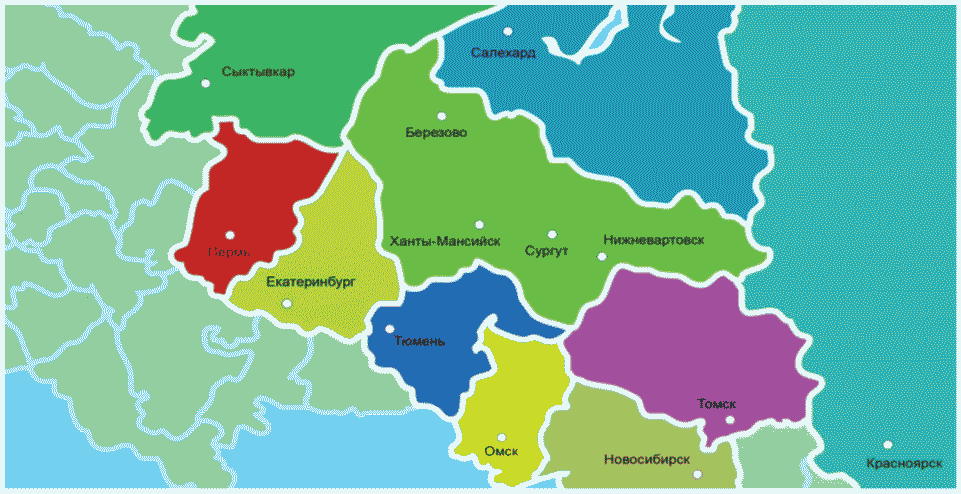 Салехард
Сыктывкар
Березово
Ханты-Мансийск
Сургут
Нижневартовск
Пермь
Екатеринбург
Тюмень
Томск
Омск
Новосибирск
Красноярск